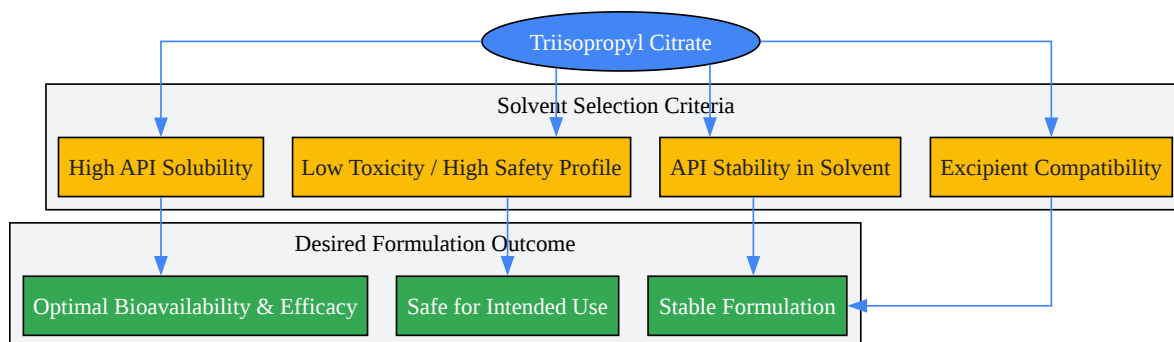 Triisopropyl Citrate
Solvent Selection Criteria
High API Solubility
Low Toxicity / High Safety Profile
API Stability in Solvent
Excipient Compatibility
Desired Formulation Outcome
Optimal Bioavailability & Efficacy
Safe for Intended Use
Stable Formulation